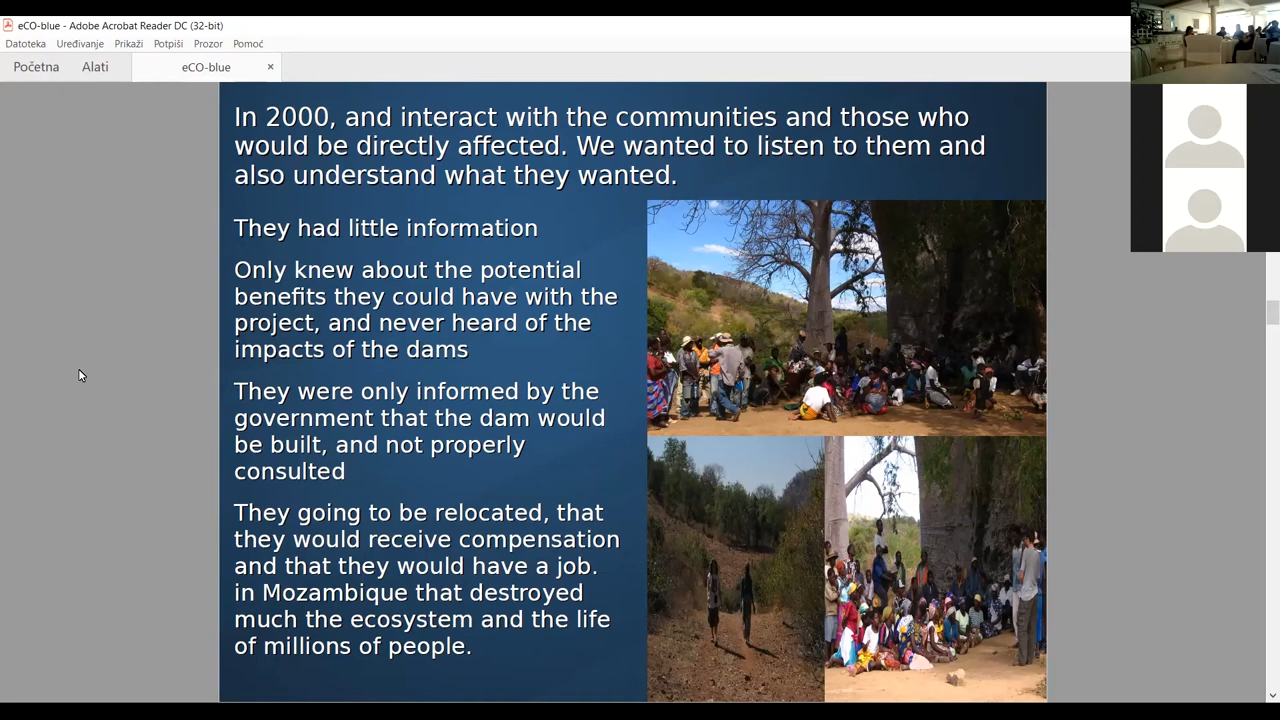 eCO-blue - Adobe Acrobat Reader DC (32-bit)
Datoteka Uređivanje Prikaži Potpiši Prozor Pomoć
Početna Alati eCO-blue ×
In 2000, and interact with the communities and those who
would be directly affected. We wanted to listen to them and
also understand what they wanted.
They had little information
Only knew about the potential
benefits they could have with the
project, and never heard of the
impacts of the dams
They were only informed by the
government that the dam would
be built, and not properly
consulted
They going to be relocated, that
they would receive compensation
and that they would have a job.
in Mozambique that destroyed
much the ecosystem and the life
of millions of people.